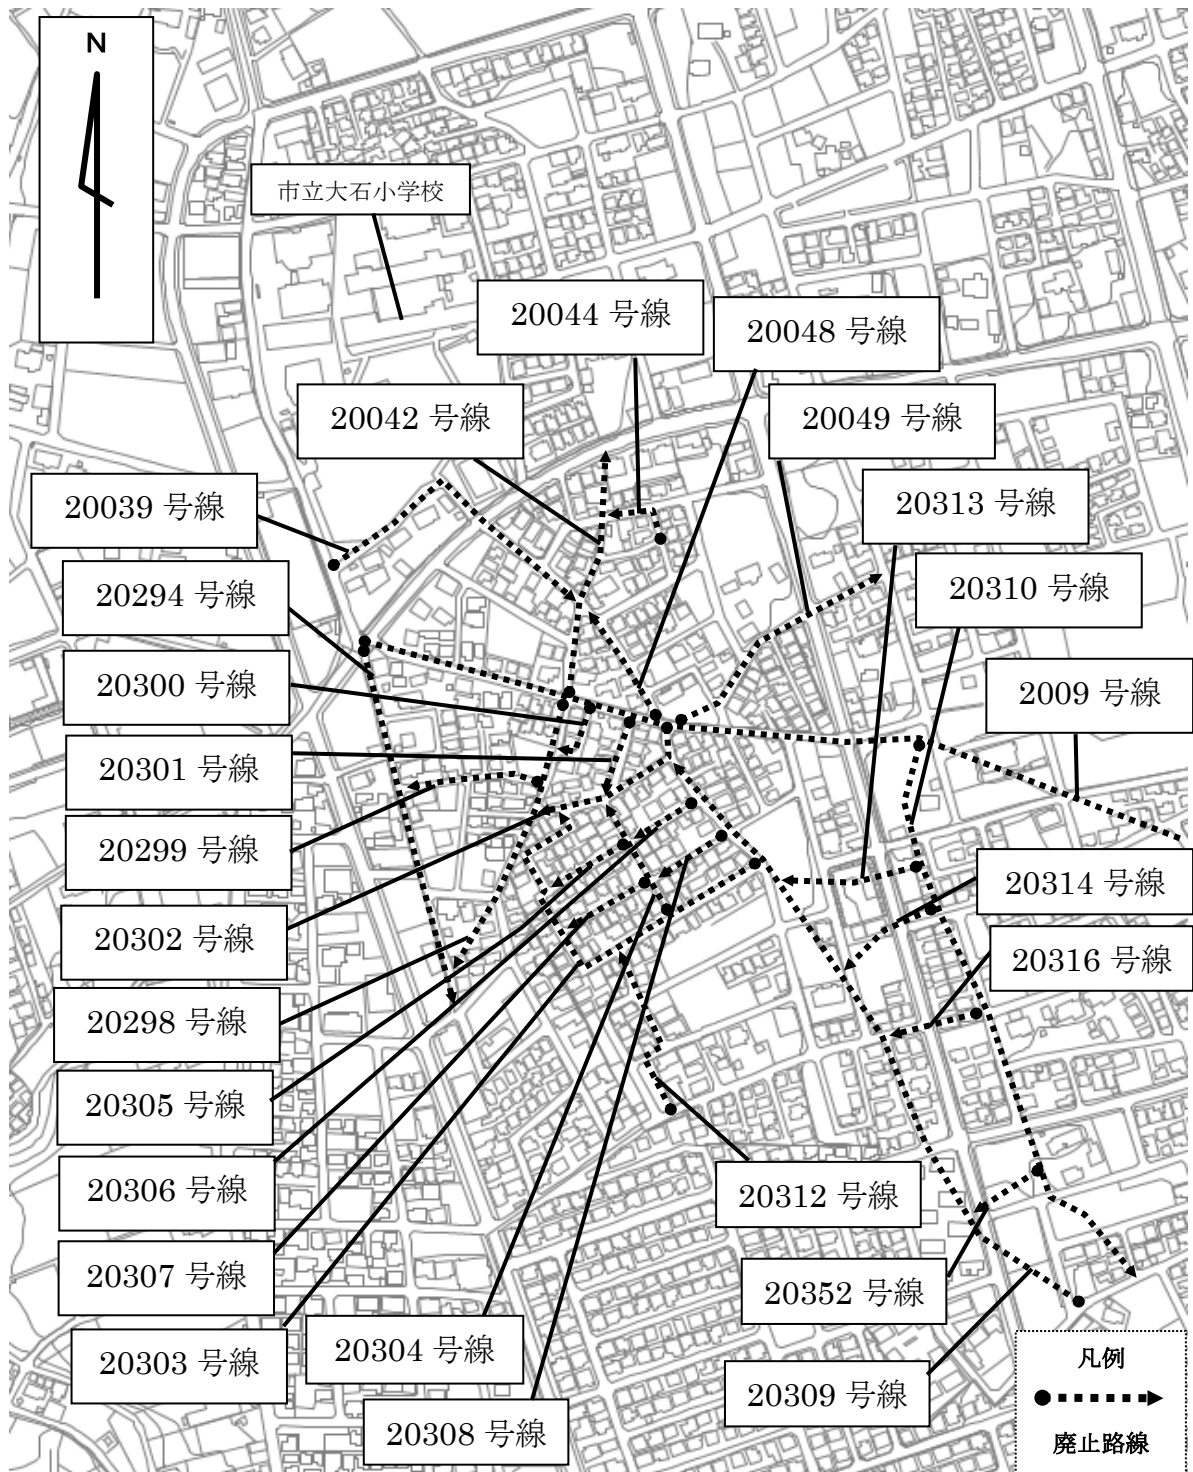 N
市立大石小学校
20044 号線
20048 号線
20042 号線
20049 号線
20039 号線
20313 号線
20294 号線
20310 号線
20300 号線
2009 号線
20301 号線
20299 号線
20314 号線
20302 号線
20316 号線
20298 号線
20305 号線
20306 号線
20312 号線
20307 号線
20352 号線
20303 号線
20304 号線
20309 号線
20308 号線
凡例
廃止路線